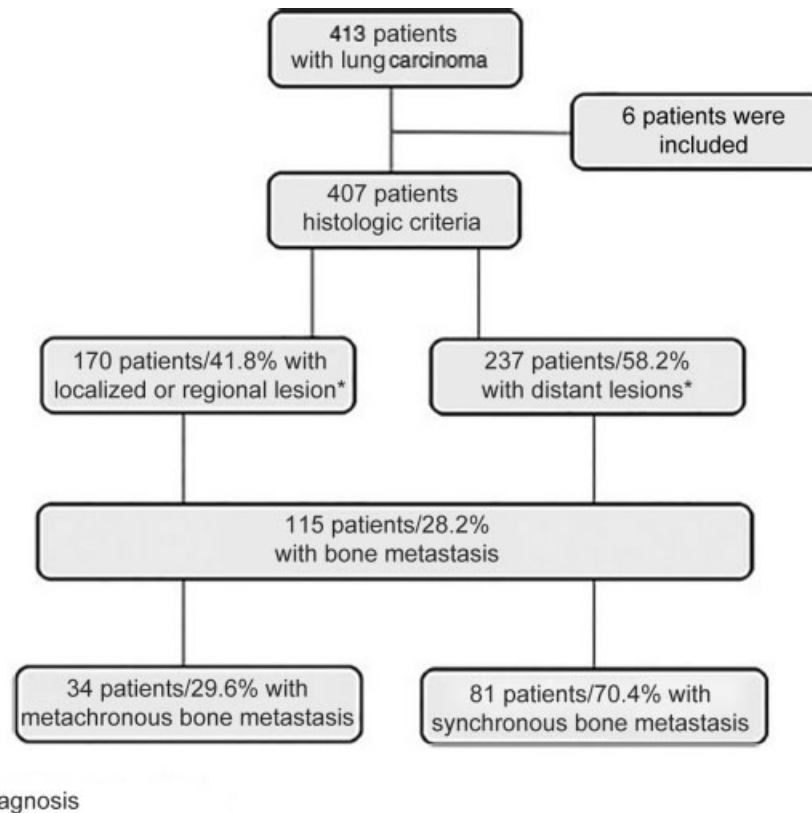 413 patients
with lung carcinoma
6 patients were
included
407 patients
histologic criteria
170 patients/41.8% with
localized or regional lesion*
237 patients/58.2%
with distant lesions*
115 patients/28.2%
with bone metastasis
34 patients/29.6% with
metachronous bone metastasis
81 patients/70.4% with
synchronous bone metastasis
agnosis